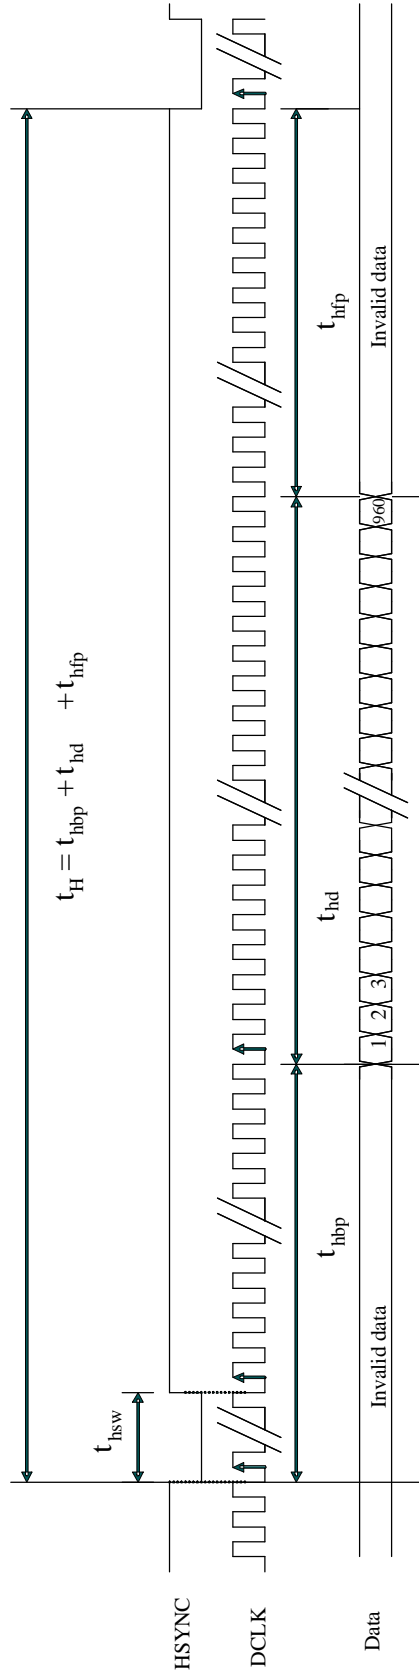 t_H = t_hbp + t_hd + t_hfp
t_hsw
HSYNC
DCLK
t_hbp
t_hd
t_hfp
Data
Invalid data
1 2 3
960
Invalid data